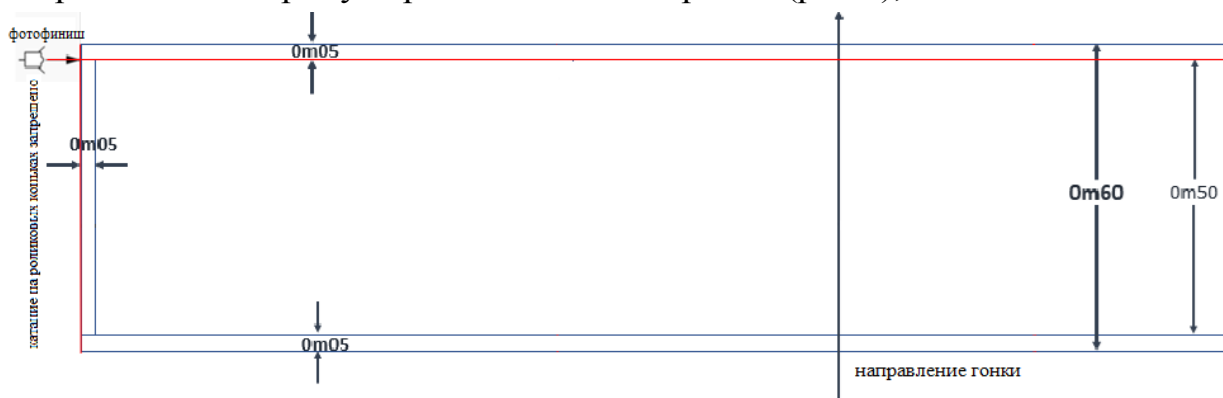 фотофиниш
0m05
0m05
катание на роликовых коньках запрещено
0m60
0m50
0m05
направление гонки